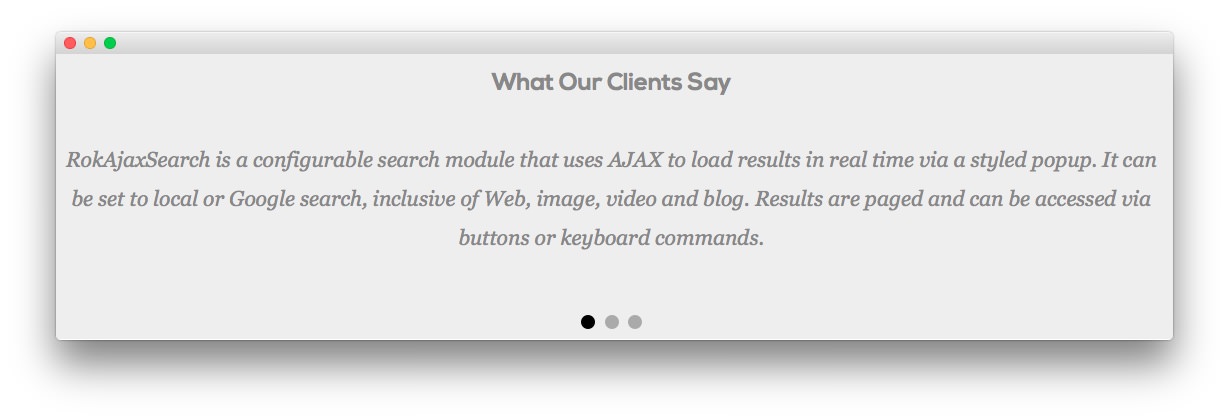 What Our Clients Say
RokAjaxSearch is a configurable search module that uses AJAX to load results in real time via a styled popup. It can
be set to local or Google search, inclusive of Web, image, video and blog. Results are paged and can be accessed via
buttons or keyboard commands.